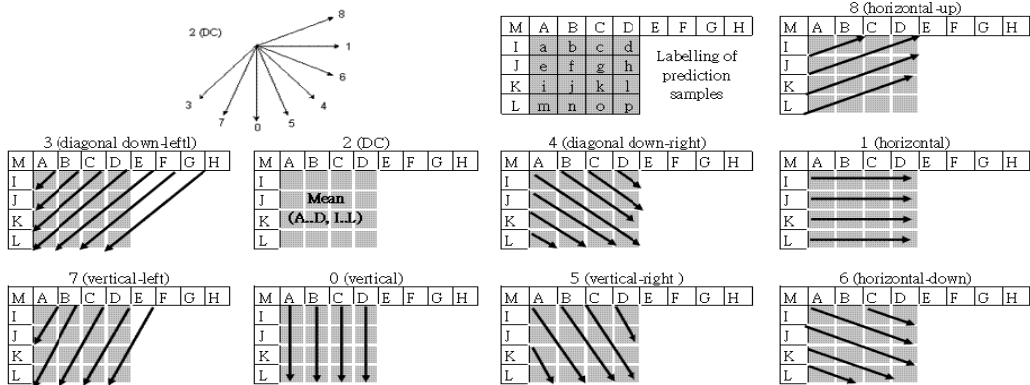 2 (DC)
8
1
6
4
5
0
7
3
M A B C D E F G H
I a b c d
J e f g h
K i j k l
L m n o p
Labelling of
prediction
samples
8 (horizontal-up)
M A B C D E F G H
I
J
K
L
3 (diagonal down-left)
M A B C D E F G H
I
J
K
L
2 (DC)
M A B C D E F G H
I
J
K
L
Mean
(A..D, I..L)
4 (diagonal down-right)
M A B C D E F G H
I
J
K
L
1 (horizontal)
M A B C D E F G H
I
J
K
L
7 (vertical-left)
M A B C D E F G H
I
J
K
L
0 (vertical)
M A B C D E F G H
I
J
K
L
5 (vertical-right )
M A B C D E F G H
I
J
K
L
6 (horizontal-down)
M A B C D E F G H
I
J
K
L